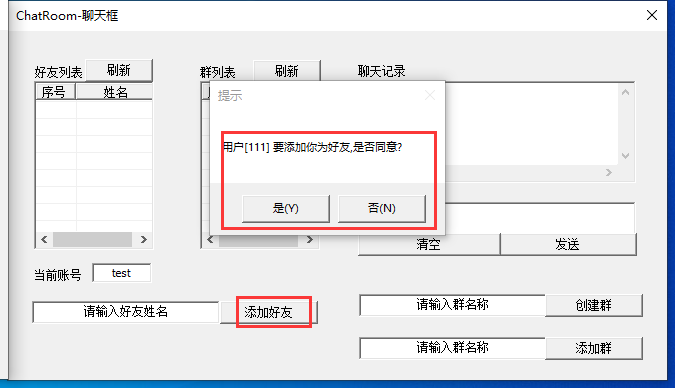 ChatRoom-聊天框
好友列表 刷新
群列表 刷新
聊天记录
序号 姓名
提示
用户[111] 要添加你为好友,是否同意?
是(Y) 否(N)
清空 发送
当前账号 test
请输入好友姓名 添加好友
请输入群名称 创建群
请输入群名称 添加群